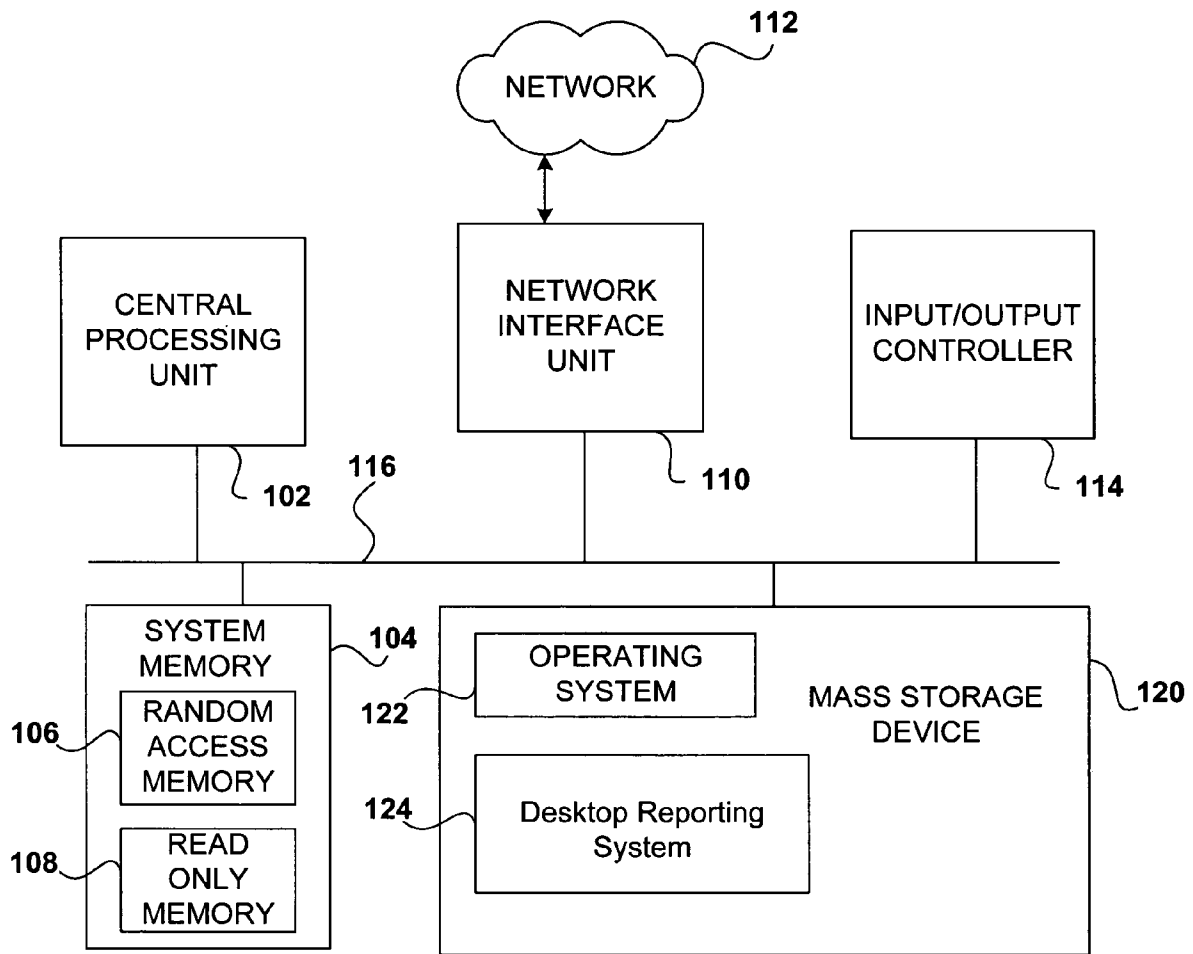 112
NETWORK
CENTRAL
PROCESSING
UNIT
102
NETWORK
INTERFACE
UNIT
110
INPUT/OUTPUT
CONTROLLER
114
116
SYSTEM
MEMORY
104
106
RANDOM
ACCESS
MEMORY
108
READ
ONLY
MEMORY
OPERATING
SYSTEM
122
MASS STORAGE
DEVICE
120
124
Desktop Reporting
System